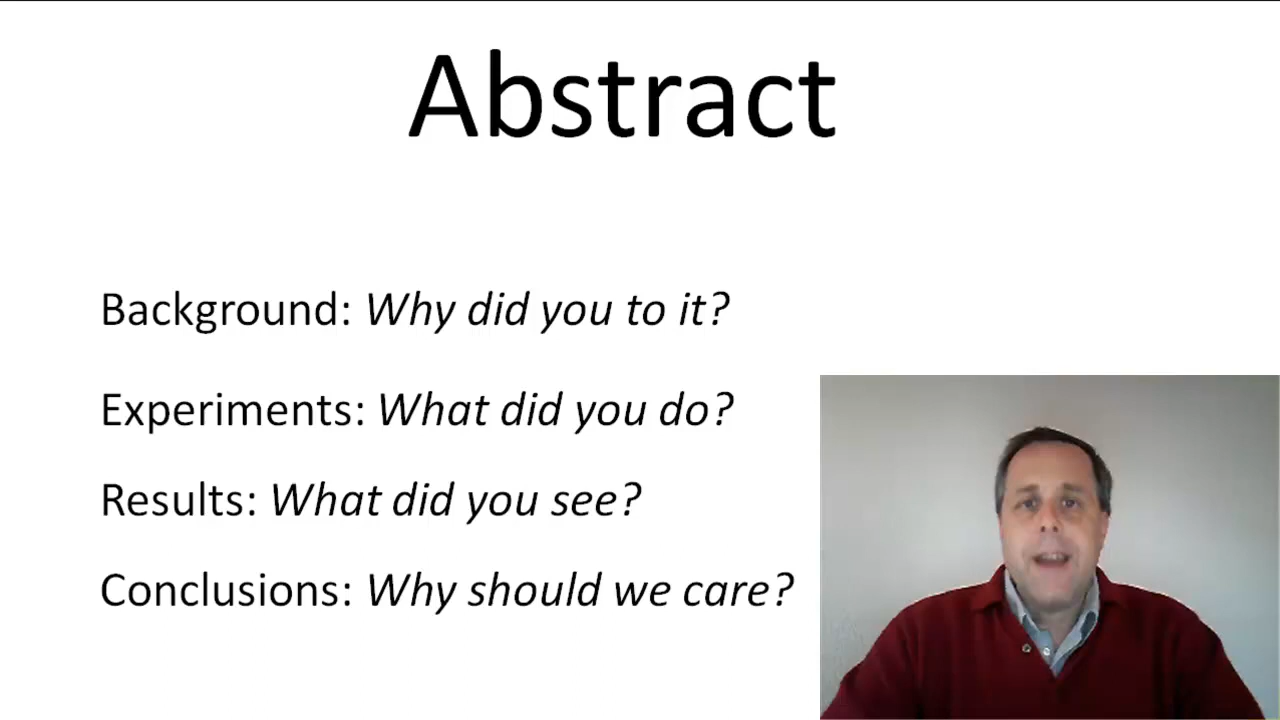 Abstract
Background: Why did you to it?
Experiments: What did you do?
Results: What did you see?
Conclusions: Why should we care?